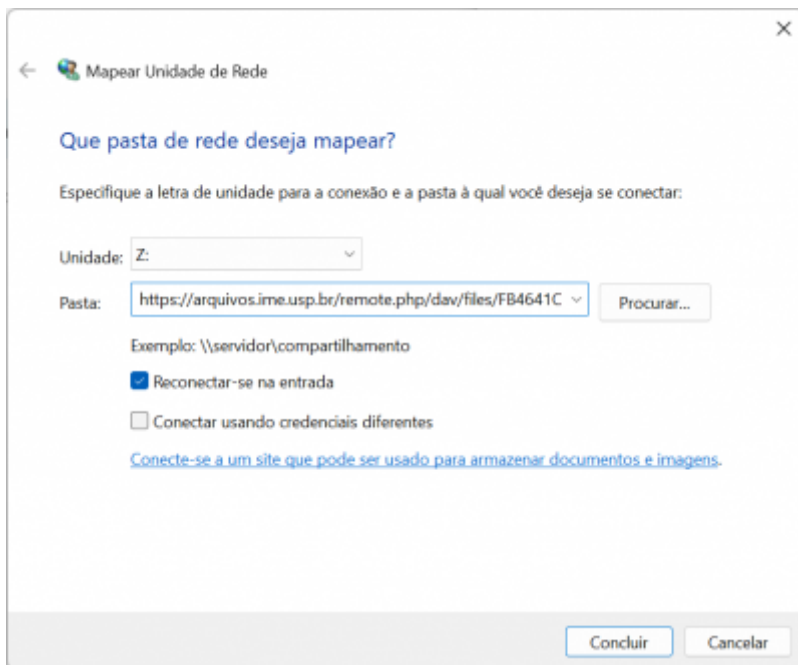 Mapear Unidade de Rede
Que pasta de rede deseja mapear?
Especifique a letra de unidade para a conexão e a pasta à qual você deseja se conectar:
Unidade: Z:
Pasta: https://arquivos.ime.usp.br/remote.php/dav/files/FB4641C Procurar...
Exemplo: \\servidor\compartilhamento
Reconectar-se na entrada
Conectar usando credenciais diferentes
Conecte-se a um site que pode ser usado para armazenar documentos e imagens.
Concluir Cancelar